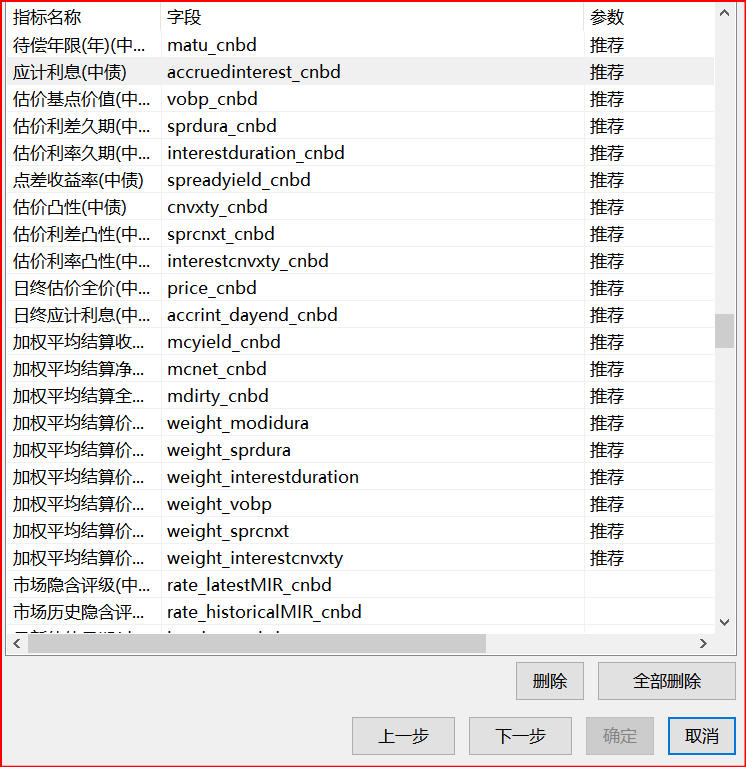 指标名称 字段 参数
待偿年限(年)(中... matu_cnbd 推荐
应计利息(中债) accruedinterest_cnbd 推荐
估价基点价值(中... vobp_cnbd 推荐
估价利差久期(中... sprdura_cnbd 推荐
估价利率久期(中... interestduration_cnbd 推荐
点差收益率(中债) spreadyield_cnbd 推荐
估价凸性(中债) cnvxty_cnbd 推荐
估价利差凸性(中... sprcnxt_cnbd 推荐
估价利率凸性(中... interestcnvxty_cnbd 推荐
日终估价全价(中... price_cnbd 推荐
日终应计利息(中... accrint_dayend_cnbd 推荐
加权平均结算收... mcyield_cnbd 推荐
加权平均结算净... mcnet_cnbd 推荐
加权平均结算全... mdirty_cnbd 推荐
加权平均结算价... weight_modidura 推荐
加权平均结算价... weight_sprdura 推荐
加权平均结算价... weight_interestduration 推荐
加权平均结算价... weight_vobp 推荐
加权平均结算价... weight_sprcnxt 推荐
加权平均结算价... weight_interestcnvxty 推荐
市场隐含评级(中... rate_latestMIR_cnbd
市场历史隐含评... rate_historicalMIR_cnbd
删除 全部删除
上一步 下一步 确定 取消